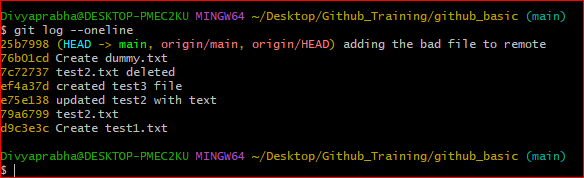 Divyaprabha@DESKTOP-PMEC2KU MINGW64 ~/Desktop/Github_Training/github_basic (main)
$ git log --oneline
25b7998 (HEAD -> main, origin/main, origin/HEAD) adding the bad file to remote
76b01cd Create dummy.txt
7c72737 test2.txt deleted
ef4a37d created test3 file
e75e138 updated test2 with text
79a6799 test2.txt
d9c3e3c Create test1.txt
Divyaprabha@DESKTOP-PMEC2KU MINGW64 ~/Desktop/Github_Training/github_basic (main)
$